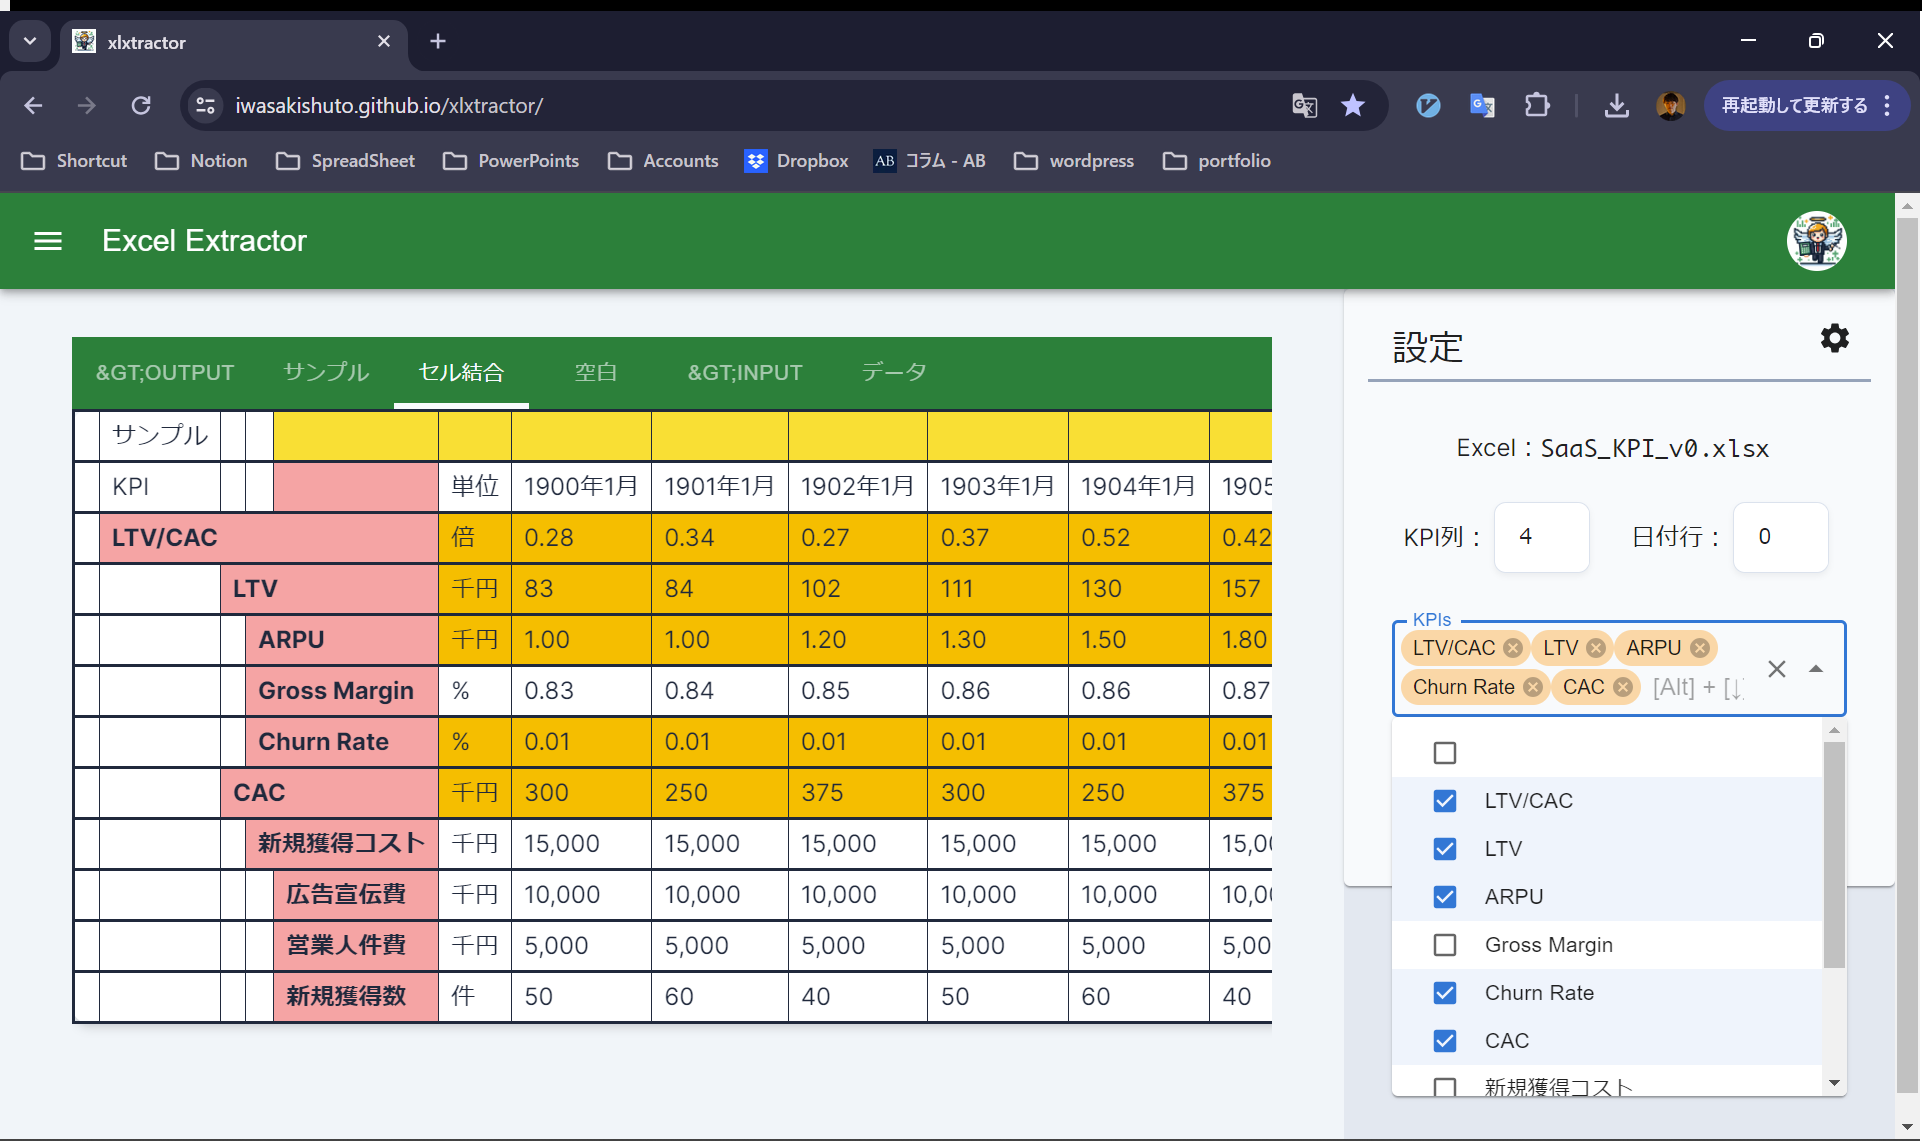 xlxtractor
iwasakishuto.github.io/xlxtractor/
再起動して更新する
Shortcut Notion SpreadSheet PowerPoints Accounts Dropbox AB コラム - AB wordpress portfolio
Excel Extractor
&GT;OUTPUT サンプル セル結合 空白 &GT;INPUT データ
サンプル
KPI 単位 1900年1月 1901年1月 1902年1月 1903年1月 1904年1月 1905
LTV/CAC 倍 0.28 0.34 0.27 0.37 0.52 0.42
LTV 千円 83 84 102 111 130 157
ARPU 千円 1.00 1.00 1.20 1.30 1.50 1.80
Gross Margin % 0.83 0.84 0.85 0.86 0.86 0.87
Churn Rate % 0.01 0.01 0.01 0.01 0.01 0.01
CAC 千円 300 250 375 300 250 375
新規獲得コスト 千円 15,000 15,000 15,000 15,000 15,000 15,0
広告宣伝費 千円 10,000 10,000 10,000 10,000 10,000 10,0
営業人件費 千円 5,000 5,000 5,000 5,000 5,000 5,00
新規獲得数 件 50 60 40 50 60 40
設定
Excel：SaaS_KPI_v0.xlsx
KPI列： 4 日付行： 0
KPIs
LTV/CAC LTV ARPU
Churn Rate CAC [Alt] + [↓
LTV/CAC
LTV
ARPU
Gross Margin
Churn Rate
CAC
新規獲得コスト